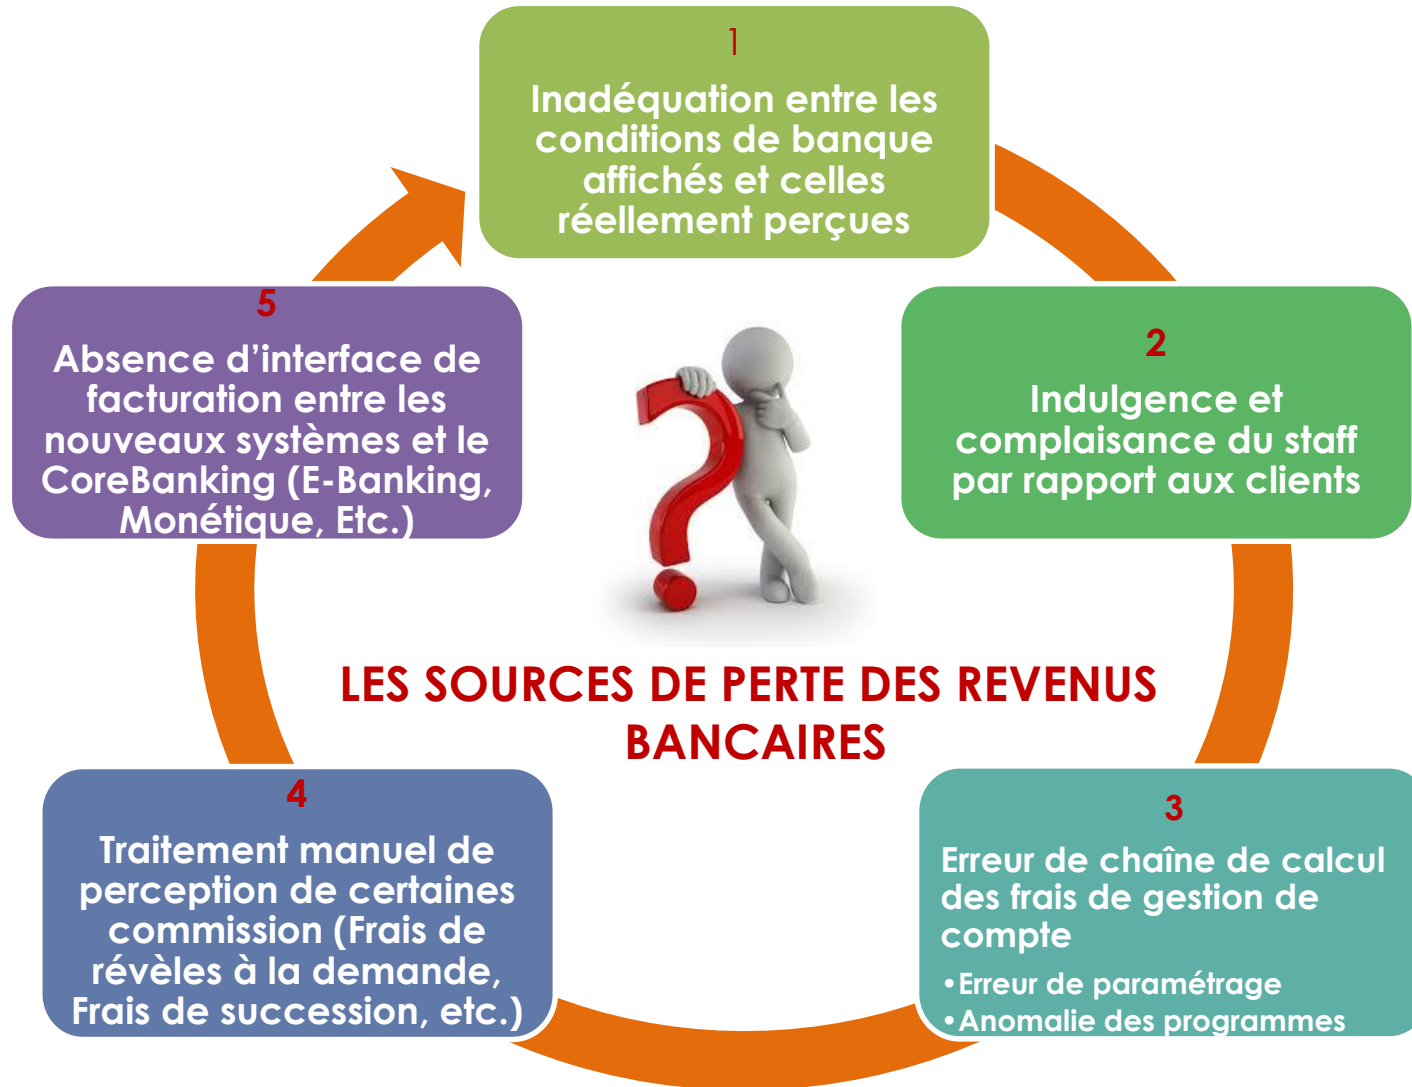 1
Inadéquation entre les
conditions de banque
affichés et celles
réellement perçues
2
Indulgence et
complaisance du staff
par rapport aux clients
3
Erreur de chaîne de calcul
des frais de gestion de
compte
•Erreur de paramétrage
•Anomalie des programmes
4
Traitement manuel de
perception de certaines
commission (Frais de
révèles à la demande,
Frais de succession, etc.)
5
Absence d’interface de
facturation entre les
nouveaux systèmes et le
CoreBanking (E-Banking,
Monétique, Etc.)
LES SOURCES DE PERTE DES REVENUS
BANCAIRES